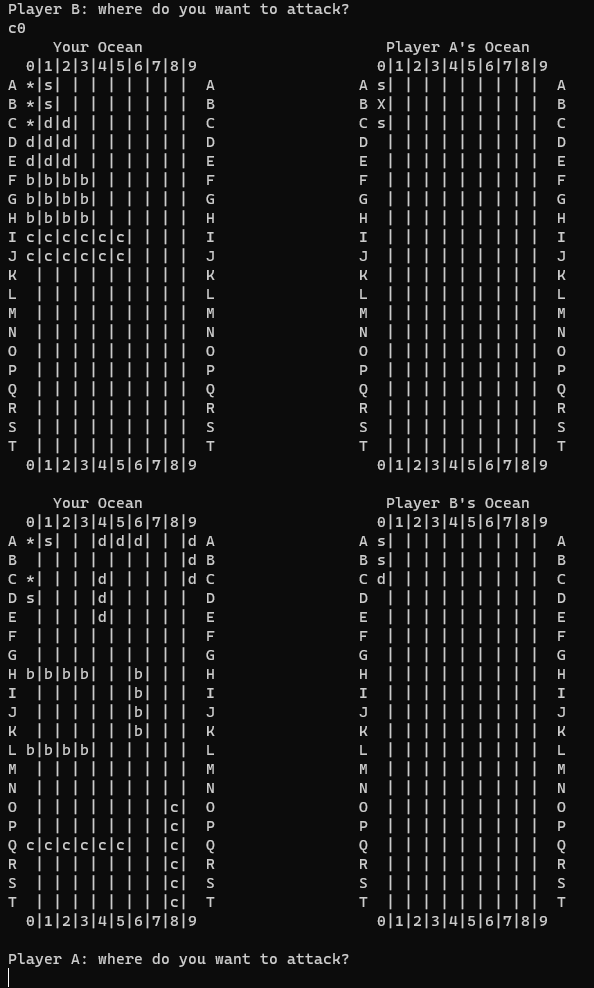 Player B: where do you want to attack?
c0
     Your Ocean                           Player A's Ocean
  0|1|2|3|4|5|6|7|8|9                    0|1|2|3|4|5|6|7|8|9
A *|s| | | | | | | |  A                A s| | | | | | | | |  A
B *|s| | | | | | | |  B                B X| | | | | | | | |  B
C *|d|d| | | | | | |  C                C s| | | | | | | | |  C
D d|d|d| | | | | | |  D                D  | | | | | | | | |  D
E d|d|d| | | | | | |  E                E  | | | | | | | | |  E
F b|b|b|b| | | | | |  F                F  | | | | | | | | |  F
G b|b|b|b| | | | | |  G                G  | | | | | | | | |  G
H b|b|b|b| | | | | |  H                H  | | | | | | | | |  H
I c|c|c|c|c|c| | | |  I                I  | | | | | | | | |  I
J c|c|c|c|c|c| | | |  J                J  | | | | | | | | |  J
K  | | | | | | | | |  K                K  | | | | | | | | |  K
L  | | | | | | | | |  L                L  | | | | | | | | |  L
M  | | | | | | | | |  M                M  | | | | | | | | |  M
N  | | | | | | | | |  N                N  | | | | | | | | |  N
O  | | | | | | | | |  O                O  | | | | | | | | |  O
P  | | | | | | | | |  P                P  | | | | | | | | |  P
Q  | | | | | | | | |  Q                Q  | | | | | | | | |  Q
R  | | | | | | | | |  R                R  | | | | | | | | |  R
S  | | | | | | | | |  S                S  | | | | | | | | |  S
T  | | | | | | | | |  T                T  | | | | | | | | |  T
  0|1|2|3|4|5|6|7|8|9                    0|1|2|3|4|5|6|7|8|9

     Your Ocean                           Player B's Ocean
  0|1|2|3|4|5|6|7|8|9                    0|1|2|3|4|5|6|7|8|9
A *|s| | |d|d|d| | |d A                A s| | | | | | | | |  A
B  | | | | | | | | |d B                B s| | | | | | | | |  B
C *| | | |d| | | | |d C                C d| | | | | | | | |  C
D s| | | |d| | | | |  D                D  | | | | | | | | |  D
E  | | | |d| | | | |  E                E  | | | | | | | | |  E
F  | | | | | | | | |  F                F  | | | | | | | | |  F
G  | | | | | | | | |  G                G  | | | | | | | | |  G
H b|b|b|b| | |b| | |  H                H  | | | | | | | | |  H
I  | | | | | |b| | |  I                I  | | | | | | | | |  I
J  | | | | | |b| | |  J                J  | | | | | | | | |  J
K  | | | | | |b| | |  K                K  | | | | | | | | |  K
L b|b|b|b| | | | | |  L                L  | | | | | | | | |  L
M  | | | | | | | | |  M                M  | | | | | | | | |  M
N  | | | | | | | | |  N                N  | | | | | | | | |  N
O  | | | | | | | |c|  O                O  | | | | | | | | |  O
P  | | | | | | | |c|  P                P  | | | | | | | | |  P
Q c|c|c|c|c|c| | |c|  Q                Q  | | | | | | | | |  Q
R  | | | | | | | |c|  R                R  | | | | | | | | |  R
S  | | | | | | | |c|  S                S  | | | | | | | | |  S
T  | | | | | | | |c|  T                T  | | | | | | | | |  T
  0|1|2|3|4|5|6|7|8|9                    0|1|2|3|4|5|6|7|8|9

Player A: where do you want to attack?